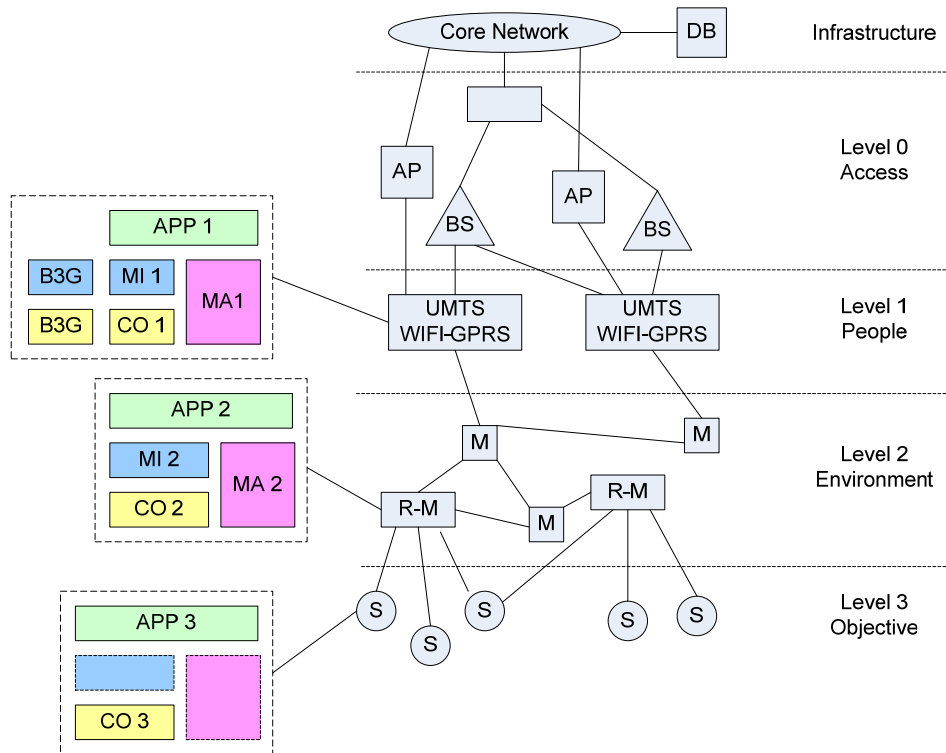 Core Network
DB
Infrastructure
AP
AP
BS
BS
Level 0
Access
APP 1
B3G
MI 1
MA1
B3G
CO 1
UMTS
WIFI-GPRS
UMTS
WIFI-GPRS
Level 1
People
APP 2
MI 2
MA 2
CO 2
M
M
R-M
R-M
M
Level 2
Environment
APP 3
CO 3
S
S
S
S
S
Level 3
Objective